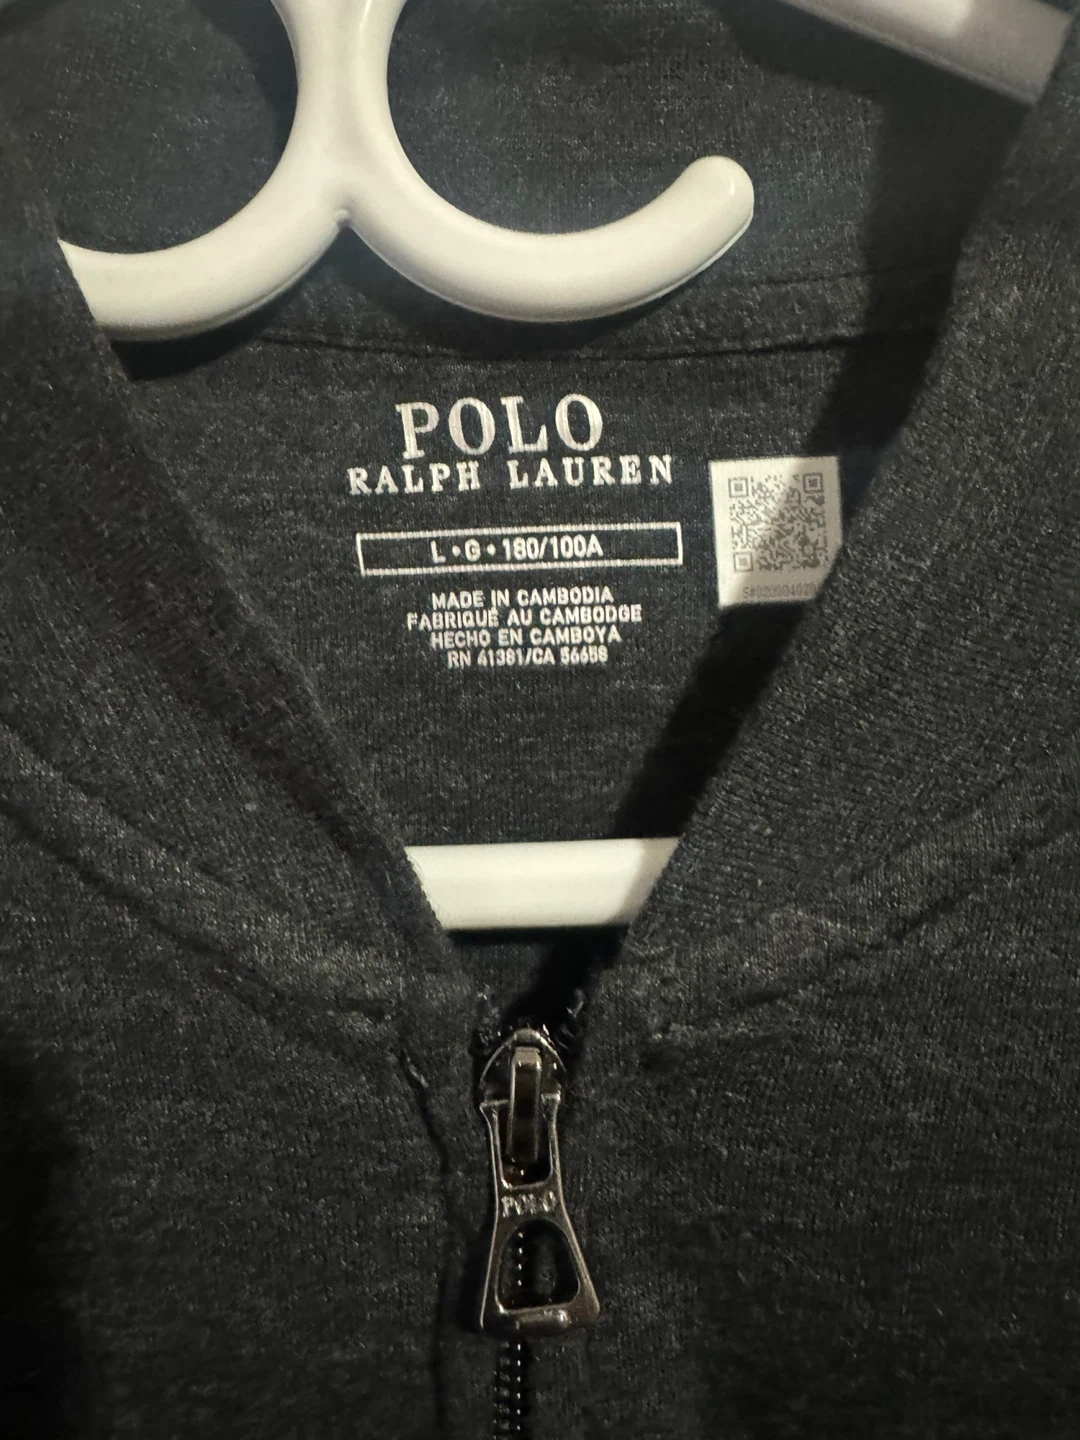 POLO
RALPH LAUREN
L•G•180/100A
MADE IN CAMBODIA
FABRIQUÉ AU CAMBODGE
HECHO EN CAMBOYA
RN 41381/CA 56658
POLO